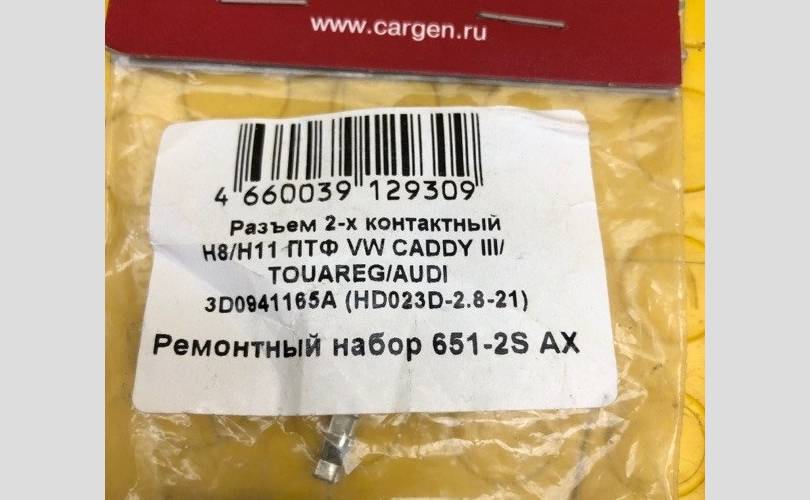 www.cargen.ru
4 660039 129309
Разъем 2-х контактный
H8/H11 ПТФ VW CADDY III/
TOUAREG/AUDI
3D0941165A (HD023D-2.8-21)
Ремонтный набор 651-2S AX